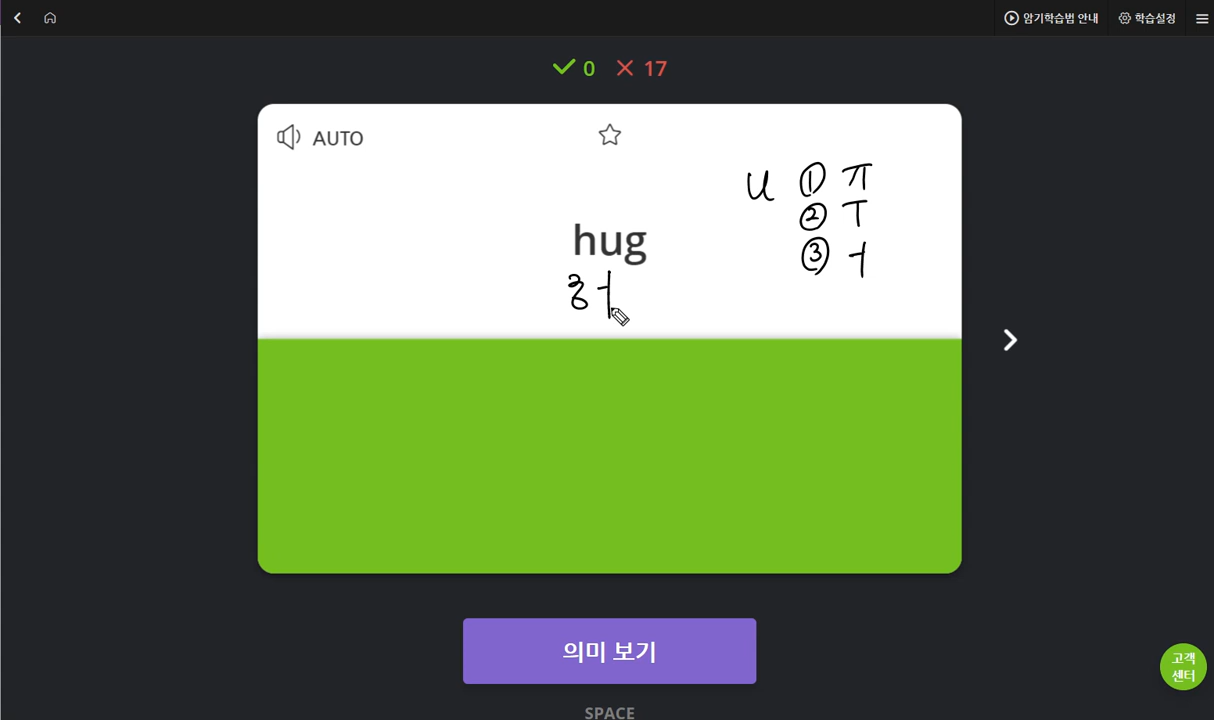 암기학습법 안내 학습설정
0 17
AUTO
u ① ㅠ
② ㅜ
③ ㅓ
hug
허
의미 보기
SPACE
고객
센터